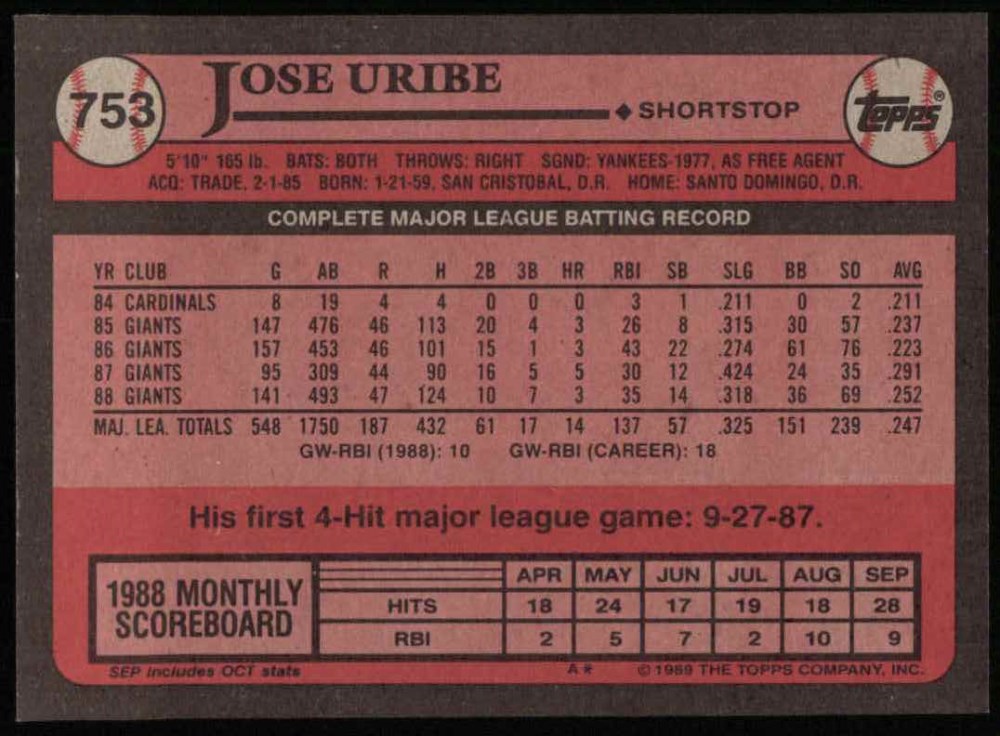 753
JOSE URIBE
◆ SHORTSTOP
TOPPS®
5'10" 165 lb. BATS: BOTH THROWS: RIGHT SGND: YANKEES-1977, AS FREE AGENT
ACQ: TRADE, 2-1-85 BORN: 1-21-59, SAN CRISTOBAL, D.R. HOME: SANTO DOMINGO, D.R.
COMPLETE MAJOR LEAGUE BATTING RECORD
YR CLUB G AB R H 2B 3B HR RBI SB SLG BB SO AVG
84 CARDINALS 8 19 4 4 0 0 0 3 1 .211 0 2 .211
85 GIANTS 147 476 46 113 20 4 3 26 8 .315 30 57 .237
86 GIANTS 157 453 46 101 15 1 3 43 22 .274 61 76 .223
87 GIANTS 95 309 44 90 16 5 5 30 12 .424 24 35 .291
88 GIANTS 141 493 47 124 10 7 3 35 14 .318 36 69 .252
MAJ. LEA. TOTALS 548 1750 187 432 61 17 14 137 57 .325 151 239 .247
GW-RBI (1988): 10 GW-RBI (CAREER): 18
His first 4-Hit major league game: 9-27-87.
1988 MONTHLY SCOREBOARD
APR MAY JUN JUL AUG SEP
HITS 18 24 17 19 18 28
RBI 2 5 7 2 10 9
SEP includes OCT stats
A* © 1989 THE TOPPS COMPANY, INC.